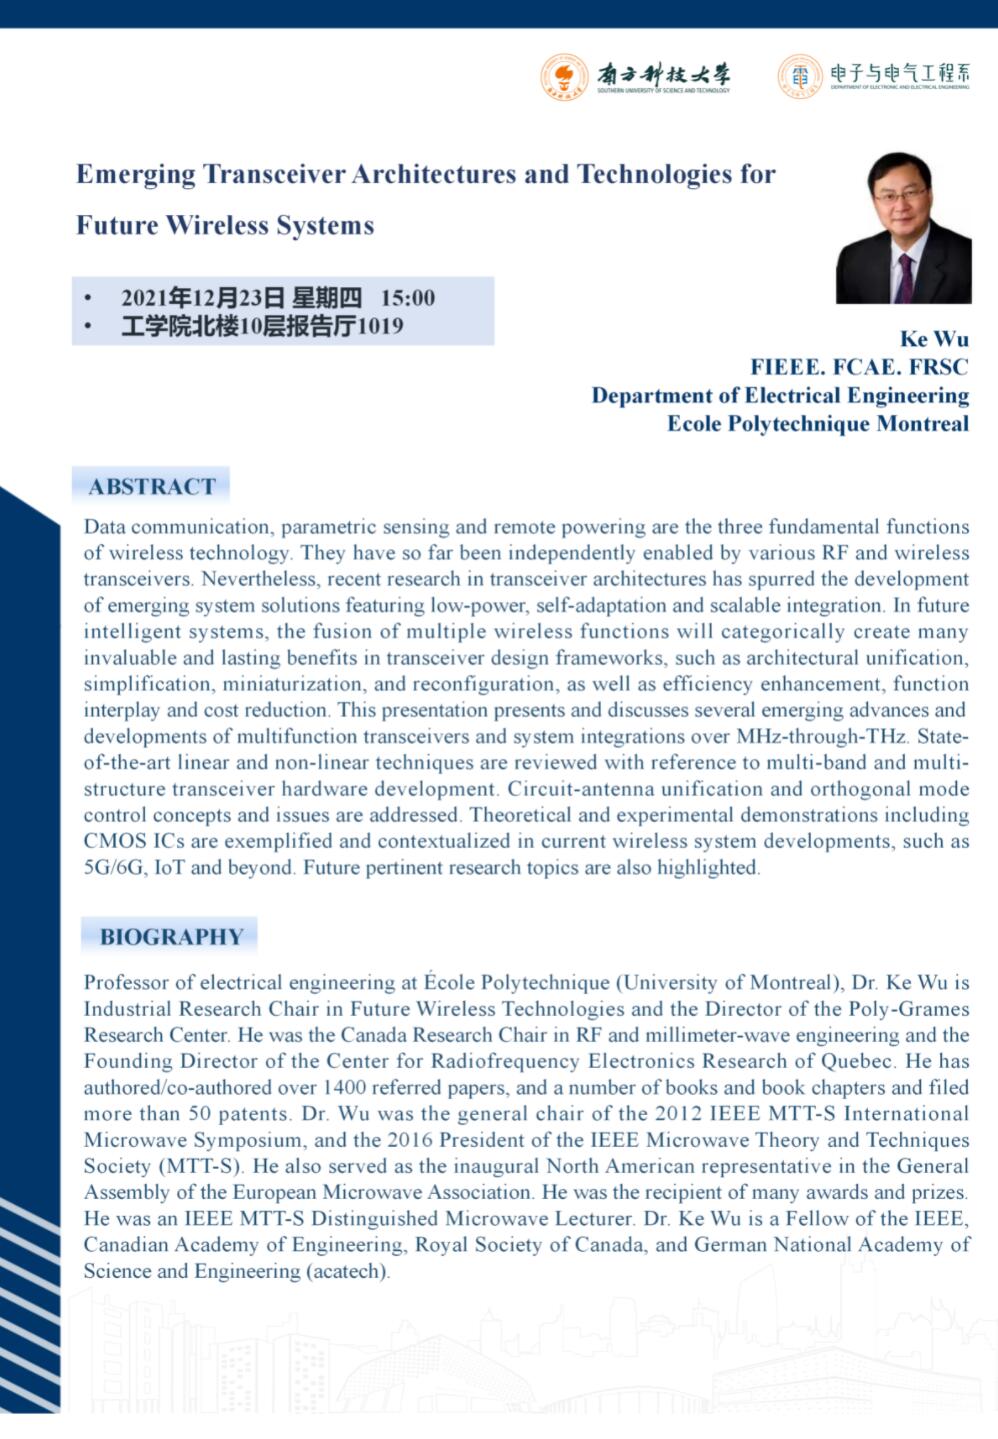 南方科技大学
SOUTHERN UNIVERSITY OF SCIENCE AND TECHNOLOGY
电子与电气工程系
DEPARTMENT OF ELECTRONIC AND ELECTRICAL ENGINEERING
Emerging Transceiver Architectures and Technologies for
Future Wireless Systems
• 2021年12月23日 星期四 15:00
• 工学院北楼10层报告厅1019
Ke Wu
FIEEE. FCAE. FRSC
Department of Electrical Engineering
Ecole Polytechnique Montreal
ABSTRACT
Data communication, parametric sensing and remote powering are the three fundamental functions
of wireless technology. They have so far been independently enabled by various RF and wireless
transceivers. Nevertheless, recent research in transceiver architectures has spurred the development
of emerging system solutions featuring low-power, self-adaptation and scalable integration. In future
intelligent systems, the fusion of multiple wireless functions will categorically create many
invaluable and lasting benefits in transceiver design frameworks, such as architectural unification,
simplification, miniaturization, and reconfiguration, as well as efficiency enhancement, function
interplay and cost reduction. This presentation presents and discusses several emerging advances and
developments of multifunction transceivers and system integrations over MHz-through-THz. State-
of-the-art linear and non-linear techniques are reviewed with reference to multi-band and multi-
structure transceiver hardware development. Circuit-antenna unification and orthogonal mode
control concepts and issues are addressed. Theoretical and experimental demonstrations including
CMOS ICs are exemplified and contextualized in current wireless system developments, such as
5G/6G, IoT and beyond. Future pertinent research topics are also highlighted.
BIOGRAPHY
Professor of electrical engineering at École Polytechnique (University of Montreal), Dr. Ke Wu is
Industrial Research Chair in Future Wireless Technologies and the Director of the Poly-Grames
Research Center. He was the Canada Research Chair in RF and millimeter-wave engineering and the
Founding Director of the Center for Radiofrequency Electronics Research of Quebec. He has
authored/co-authored over 1400 referred papers, and a number of books and book chapters and filed
more than 50 patents. Dr. Wu was the general chair of the 2012 IEEE MTT-S International
Microwave Symposium, and the 2016 President of the IEEE Microwave Theory and Techniques
Society (MTT-S). He also served as the inaugural North American representative in the General
Assembly of the European Microwave Association. He was the recipient of many awards and prizes.
He was an IEEE MTT-S Distinguished Microwave Lecturer. Dr. Ke Wu is a Fellow of the IEEE,
Canadian Academy of Engineering, Royal Society of Canada, and German National Academy of
Science and Engineering (acatech).